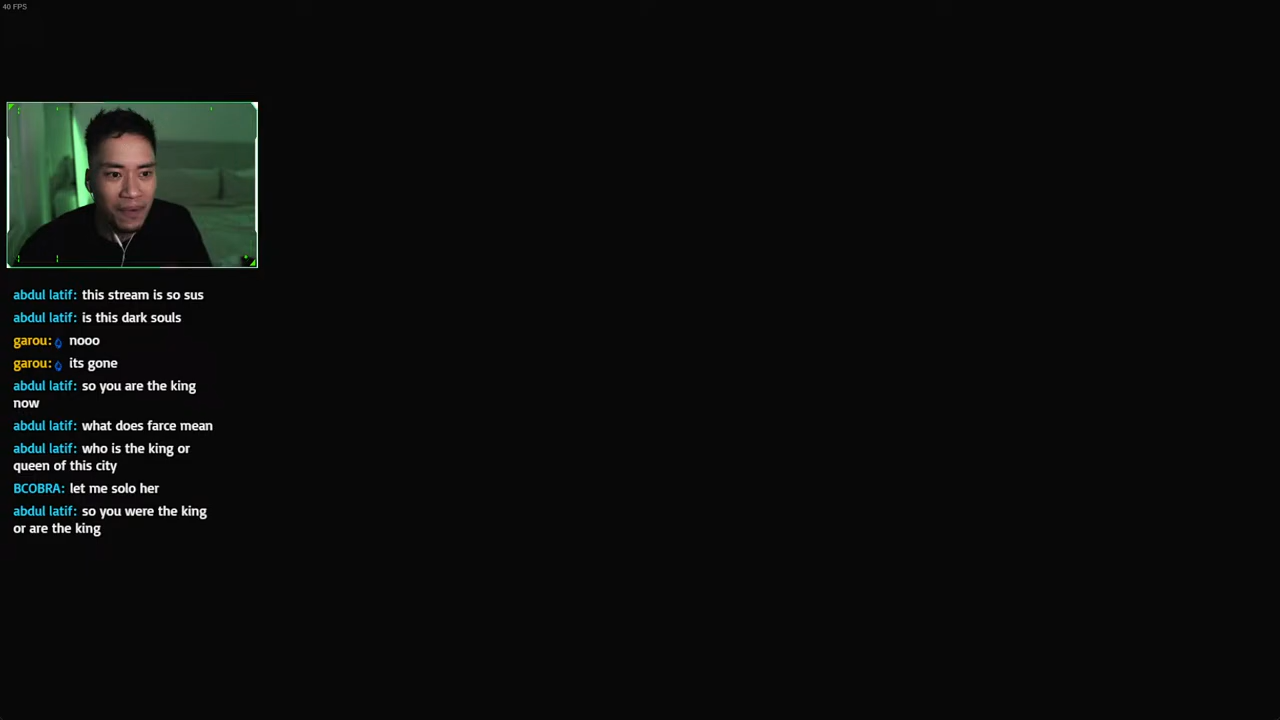 40 FPS
abdul latif: this stream is so sus
abdul latif: is this dark souls
garou: nooo
garou: its gone
abdul latif: so you are the king
now
abdul latif: what does farce mean
abdul latif: who is the king or
queen of this city
BCOBRA: let me solo her
abdul latif: so you were the king
or are the king